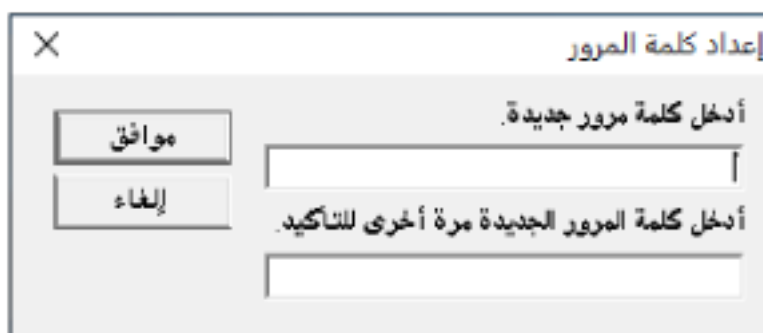 إعداد كلمة المرور
أدخل كلمة مرور جديدة.
موافق
أدخل كلمة المرور الجديدة مرة أخرى للتأكيد.
إلغاء